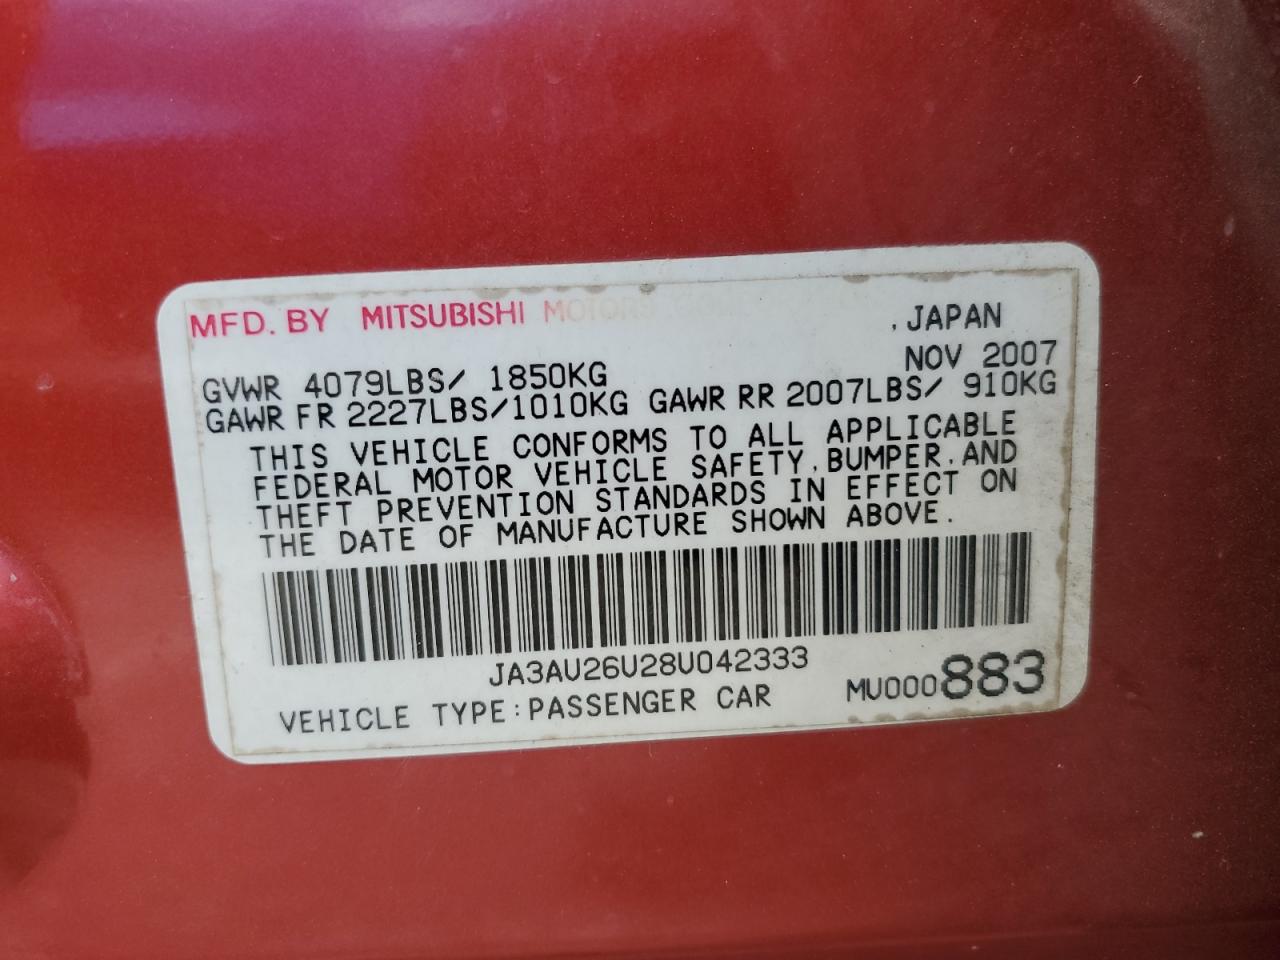 MFD. BY MITSUBISHI MOTORS , JAPAN
NOV 2007
GVWR 4079LBS/ 1850KG
GAWR FR 2227LBS/1010KG GAWR RR 2007LBS/ 910KG
THIS VEHICLE CONFORMS TO ALL APPLICABLE
FEDERAL MOTOR VEHICLE SAFETY, BUMPER, AND
THEFT PREVENTION STANDARDS IN EFFECT ON
THE DATE OF MANUFACTURE SHOWN ABOVE.
JA3AU26U28U042333
VEHICLE TYPE:PASSENGER CAR MU000883